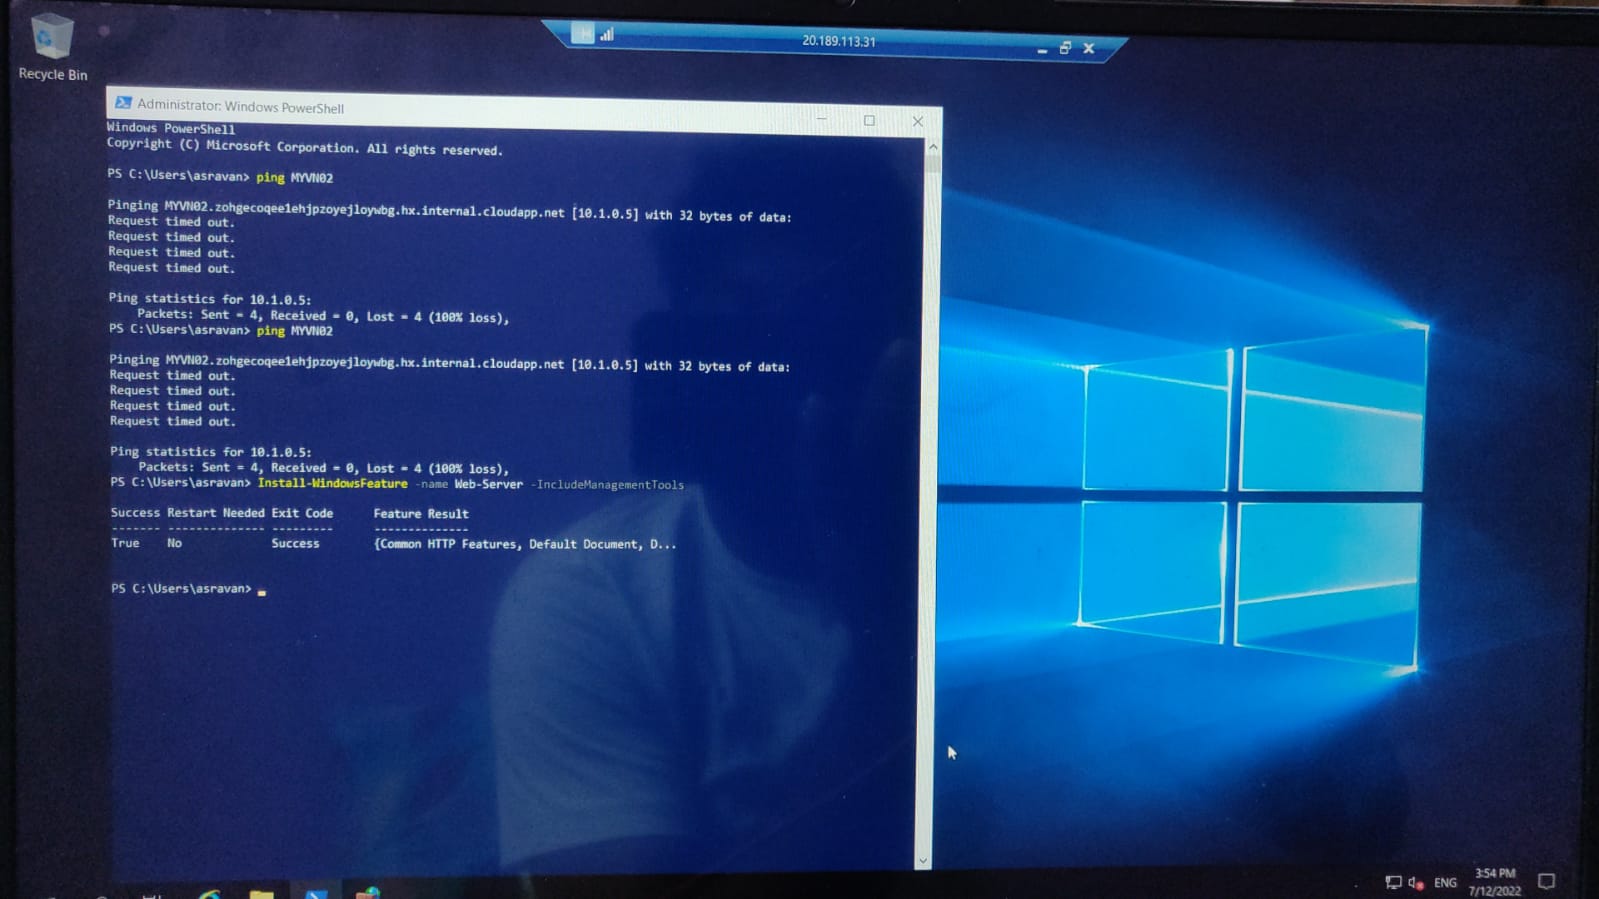 Recycle Bin
20.189.113.31
Administrator: Windows PowerShell
Windows PowerShell
Copyright (C) Microsoft Corporation. All rights reserved.
PS C:\Users\asravan> ping MYVN02
Pinging MYVN02.zohgecoqee1ehjpzoyejloywbg.hx.internal.cloudapp.net [10.1.0.5] with 32 bytes of data:
Request timed out.
Request timed out.
Request timed out.
Request timed out.
Ping statistics for 10.1.0.5:
Packets: Sent = 4, Received = 0, Lost = 4 (100% loss),
PS C:\Users\asravan> ping MYVN02
Pinging MYVN02.zohgecoqee1ehjpzoyejloywbg.hx.internal.cloudapp.net [10.1.0.5] with 32 bytes of data:
Request timed out.
Request timed out.
Request timed out.
Request timed out.
Ping statistics for 10.1.0.5:
Packets: Sent = 4, Received = 0, Lost = 4 (100% loss),
PS C:\Users\asravan> Install-WindowsFeature -name Web-Server -IncludeManagementTools
Success Restart Needed Exit Code Feature Result
------- -------------- --------- --------------
True No Success {Common HTTP Features, Default Document, D...
PS C:\Users\asravan>
ENG
3:54 PM
7/12/2022